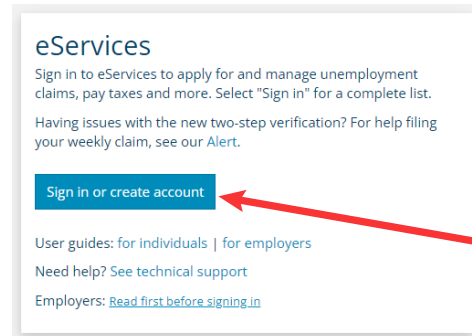 eServices
Sign in to eServices to apply for and manage unemployment
claims, pay taxes and more. Select "Sign in" for a complete list.
Having issues with the new two-step verification? For help filing
your weekly claim, see our Alert.
Sign in or create account
User guides: for individuals | for employers
Need help? See technical support
Employers: Read first before signing in